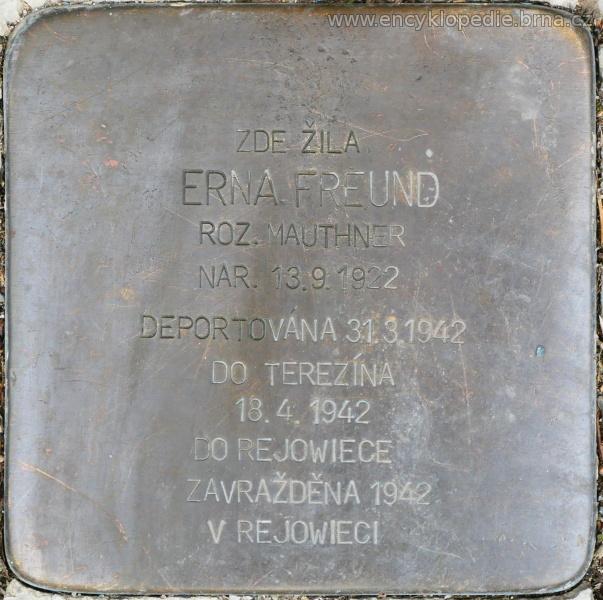 www.encyklopedie.brna.cz
ZDE ŽILA
ERNA FREUND
ROZ. MAUTHNER
NAR. 13.9.1922
DEPORTOVÁNA 31.3.1942
DO TEREZÍNA
18.4.1942
DO REJOWIECE
ZAVRAŽDĚNA 1942
V REJOWIECI